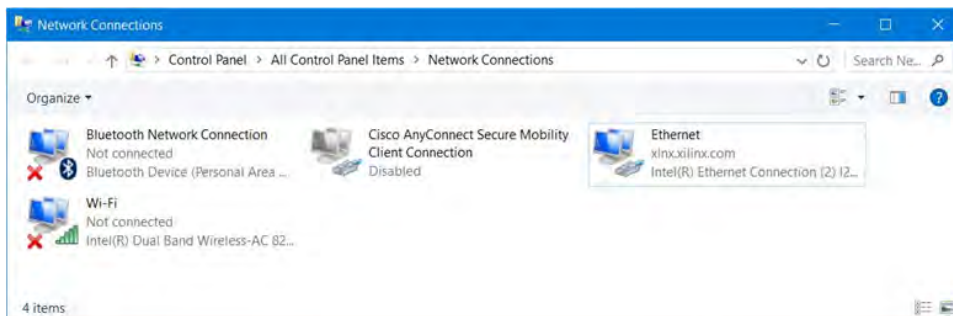 Network Connections
Control Panel > All Control Panel Items > Network Connections
Search Ne...
Organize
Bluetooth Network Connection
Not connected
Bluetooth Device (Personal Area ...
Cisco AnyConnect Secure Mobility
Client Connection
Disabled
Ethernet
xlnx.xilinx.com
Intel(R) Ethernet Connection (2) I2...
Wi-Fi
Not connected
Intel(R) Dual Band Wireless-AC 82...
4 items